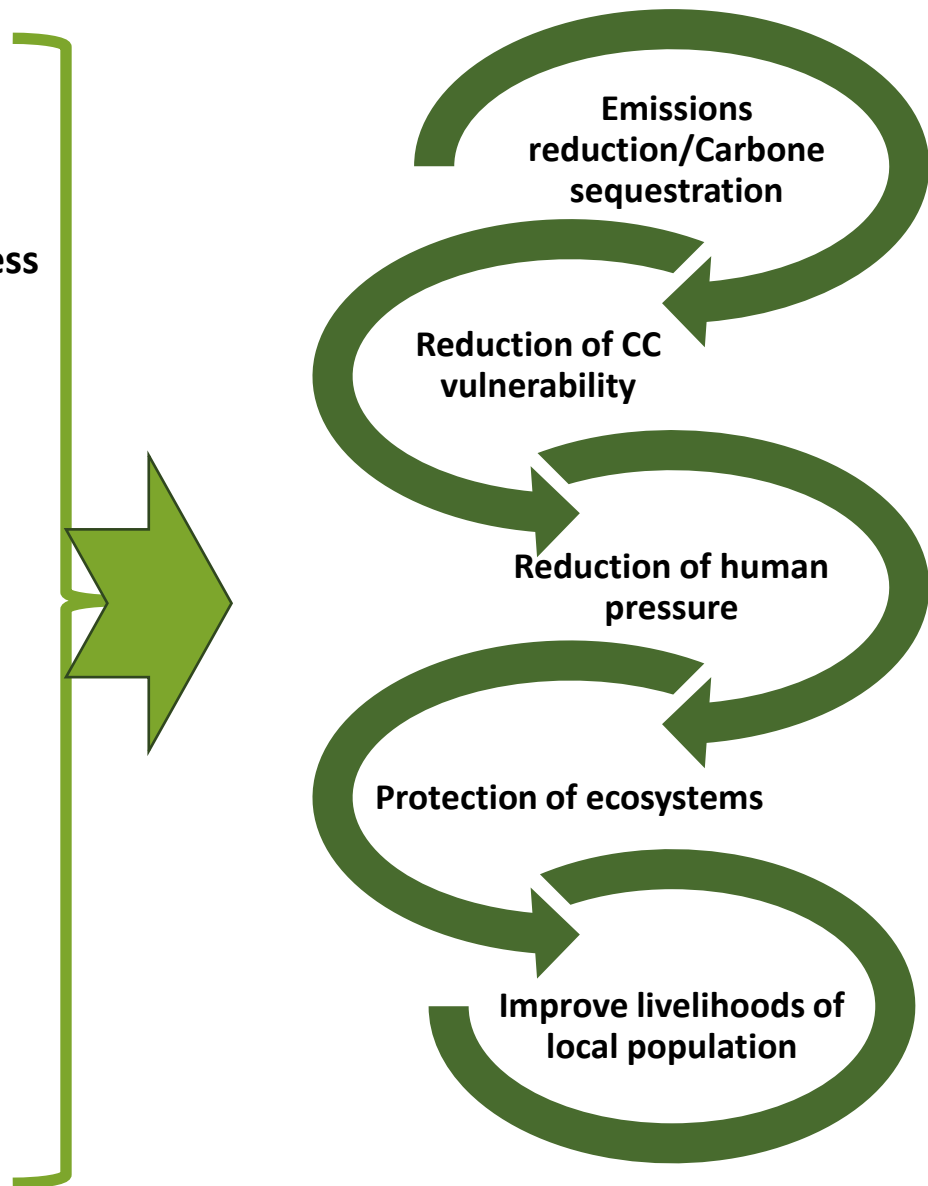 Emissions
reduction/Carbone
sequestration
ess
Reduction of CC
vulnerability
Reduction of human
pressure
Protection of ecosystems
Improve livelihoods of
local population